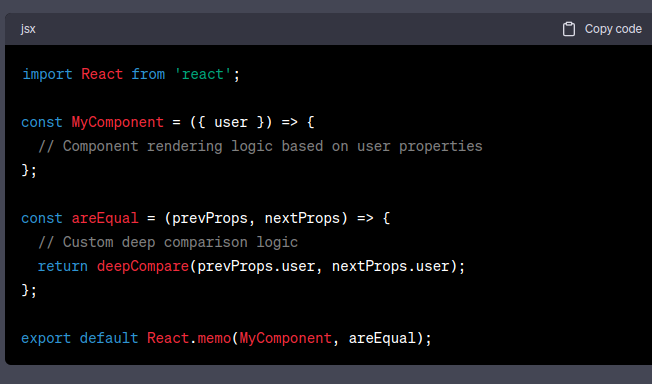 jsx Copy code
import React from 'react';
const MyComponent = ({ user }) => {
  // Component rendering logic based on user properties
};
const areEqual = (prevProps, nextProps) => {
  // Custom deep comparison logic
  return deepCompare(prevProps.user, nextProps.user);
};
export default React.memo(MyComponent, areEqual);